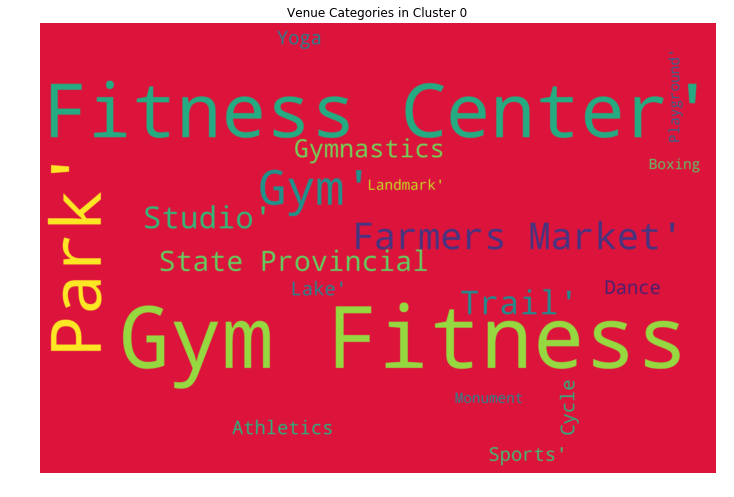 Venue Categories in Cluster 0
Yoga
Fitness Center'
Playground'
Gymnastics
Boxing
Gym'
Landmark'
Park'
Studio'
Farmers Market'
State Provincial
Lake'
Dance
Trail'
Gym Fitness
Monument
Cycle
Athletics
Sports'